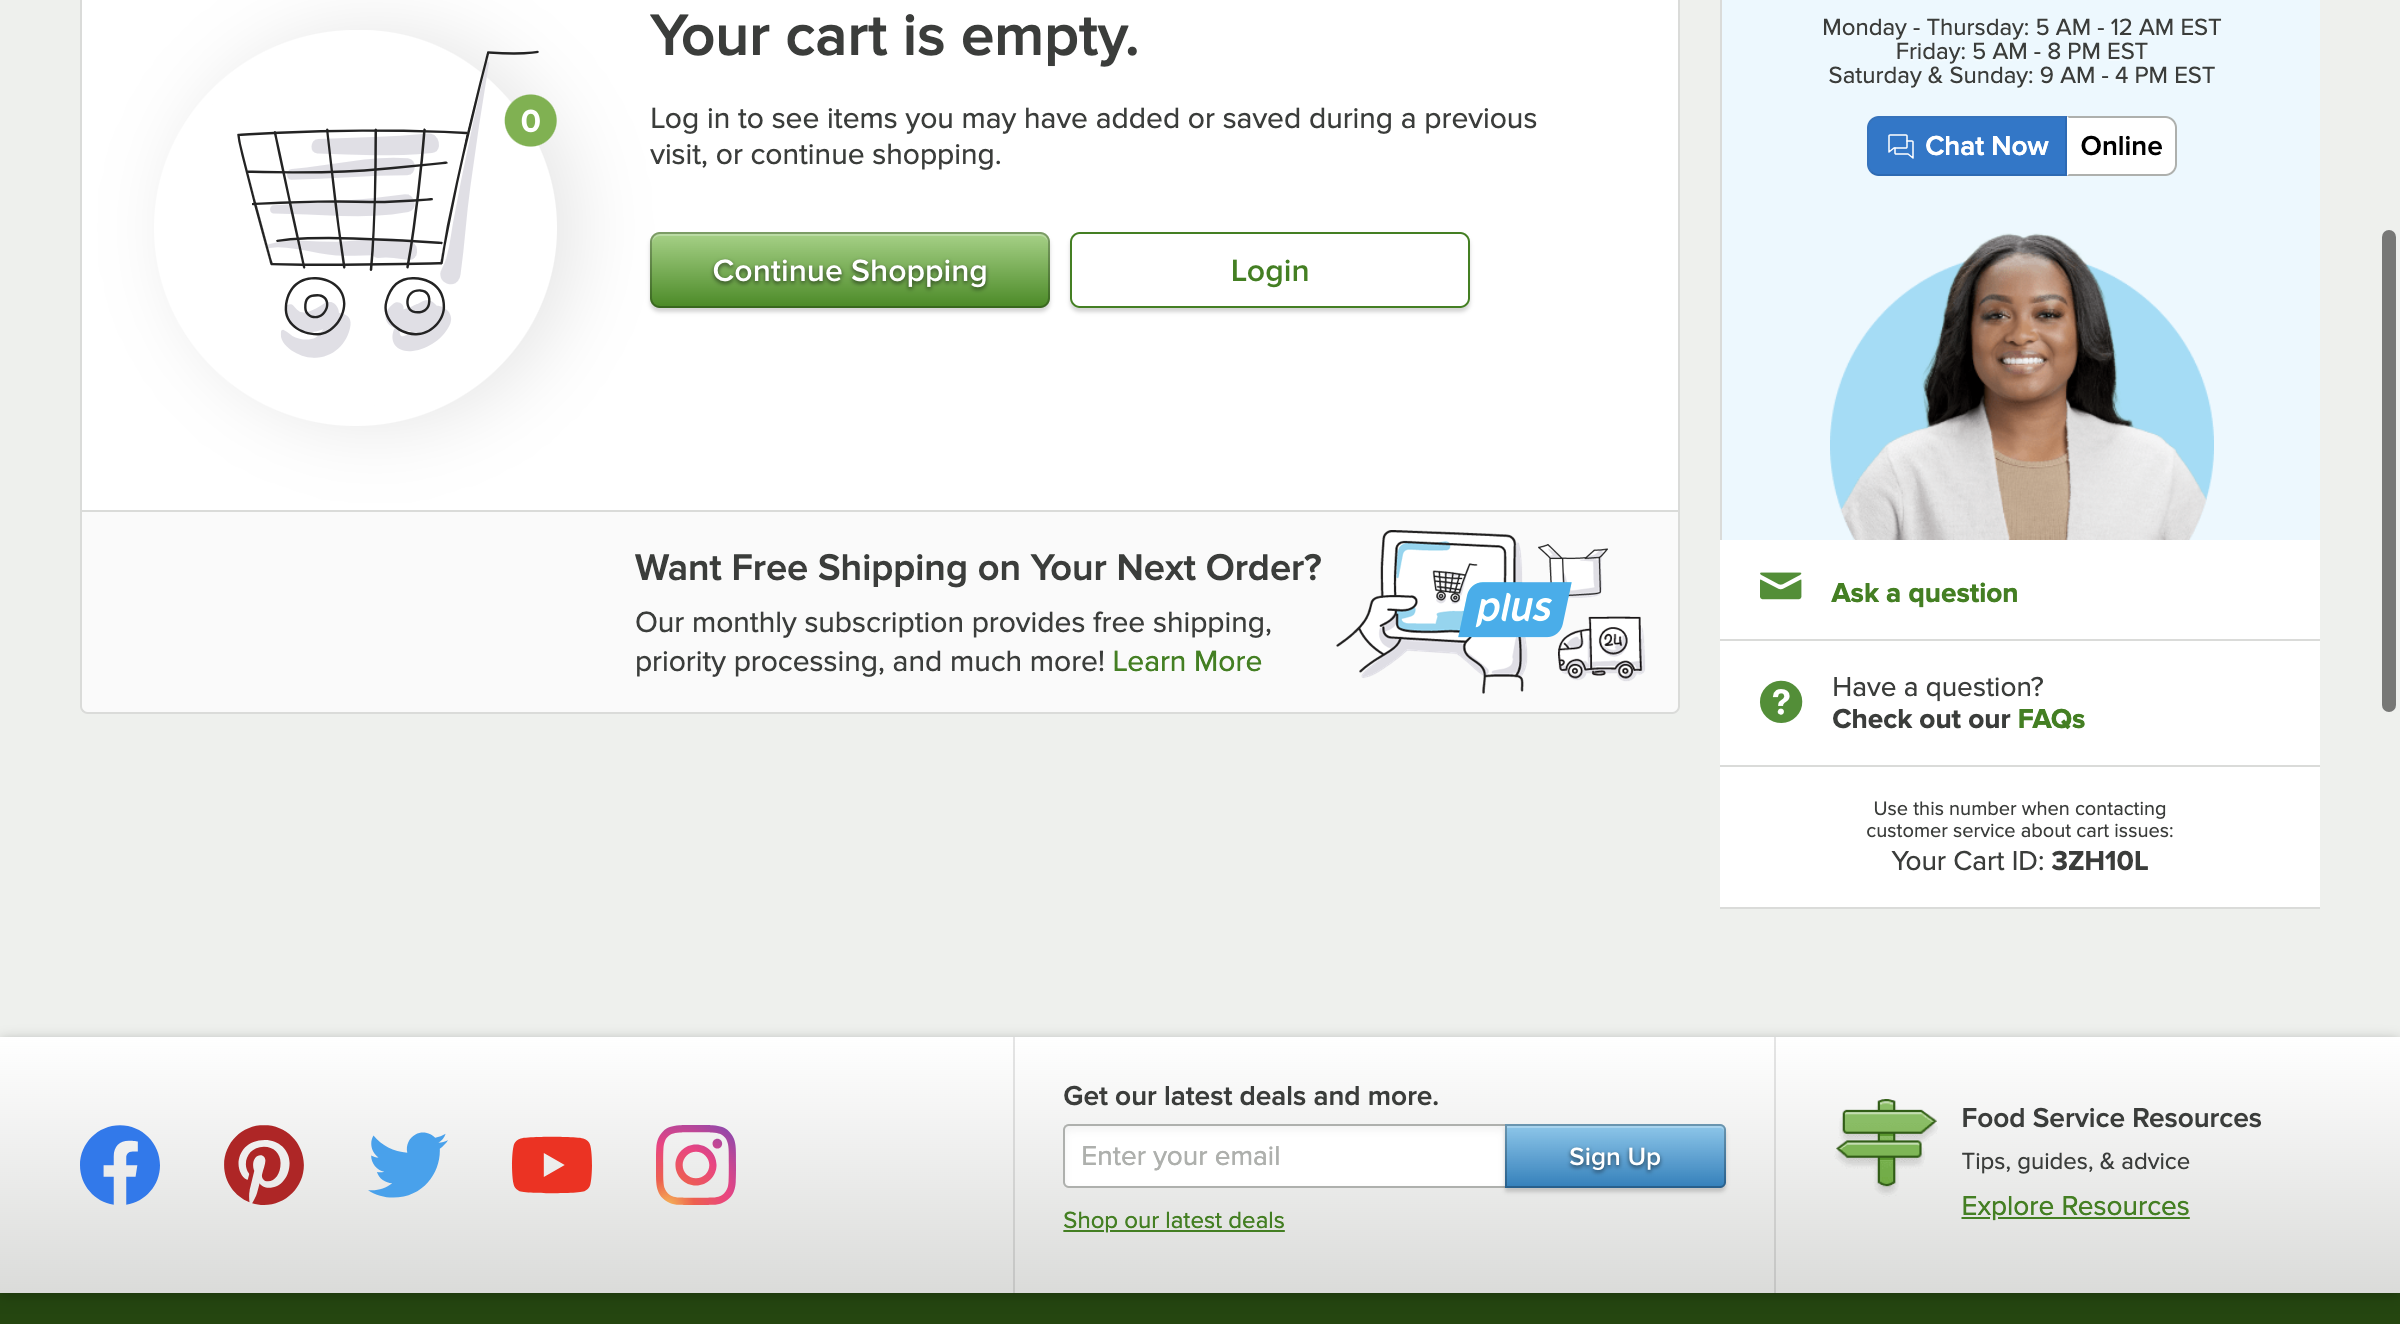 Your cart is empty.
0
Log in to see items you may have added or saved during a previous
visit, or continue shopping.
Continue Shopping
Login
Want Free Shipping on Your Next Order?
Our monthly subscription provides free shipping,
priority processing, and much more! Learn More
plus
24
Monday - Thursday: 5 AM - 12 AM EST
Friday: 5 AM - 8 PM EST
Saturday & Sunday: 9 AM - 4 PM EST
Chat Now
Online
Ask a question
?
Have a question?
Check out our FAQs
Use this number when contacting
customer service about cart issues:
Your Cart ID: 3ZH10L
Get our latest deals and more.
Enter your email
Sign Up
Shop our latest deals
Food Service Resources
Tips, guides, & advice
Explore Resources